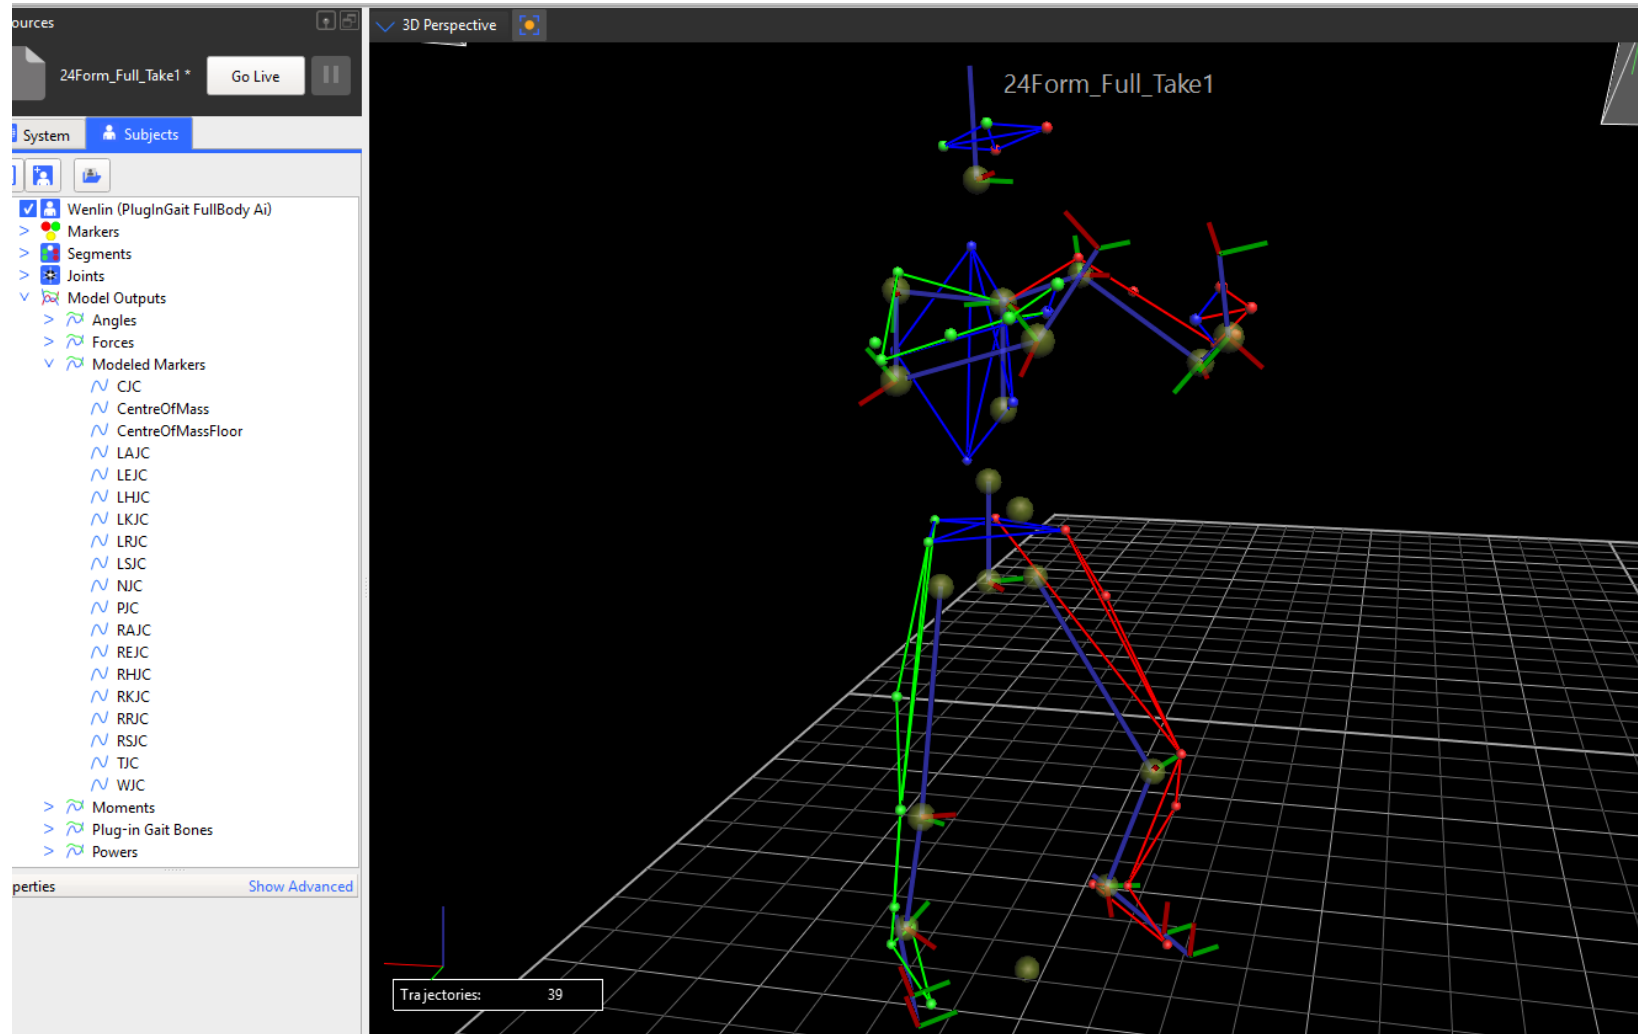 ources
24Form_Full_Take1 *
Go Live
System
Subjects
Wenlin (PlugInGait FullBody Ai)
Markers
Segments
Joints
Model Outputs
Angles
Forces
Modeled Markers
CJC
CentreOfMass
CentreOfMassFloor
LAJC
LEJC
LHJC
LKJC
LRJC
LSJC
NJC
PJC
RAJC
REJC
RHJC
RKJC
RRJC
RSJC
TJC
WJC
Moments
Plug-in Gait Bones
Powers
perties
Show Advanced
3D Perspective
24Form_Full_Take1
Trajectories: 39